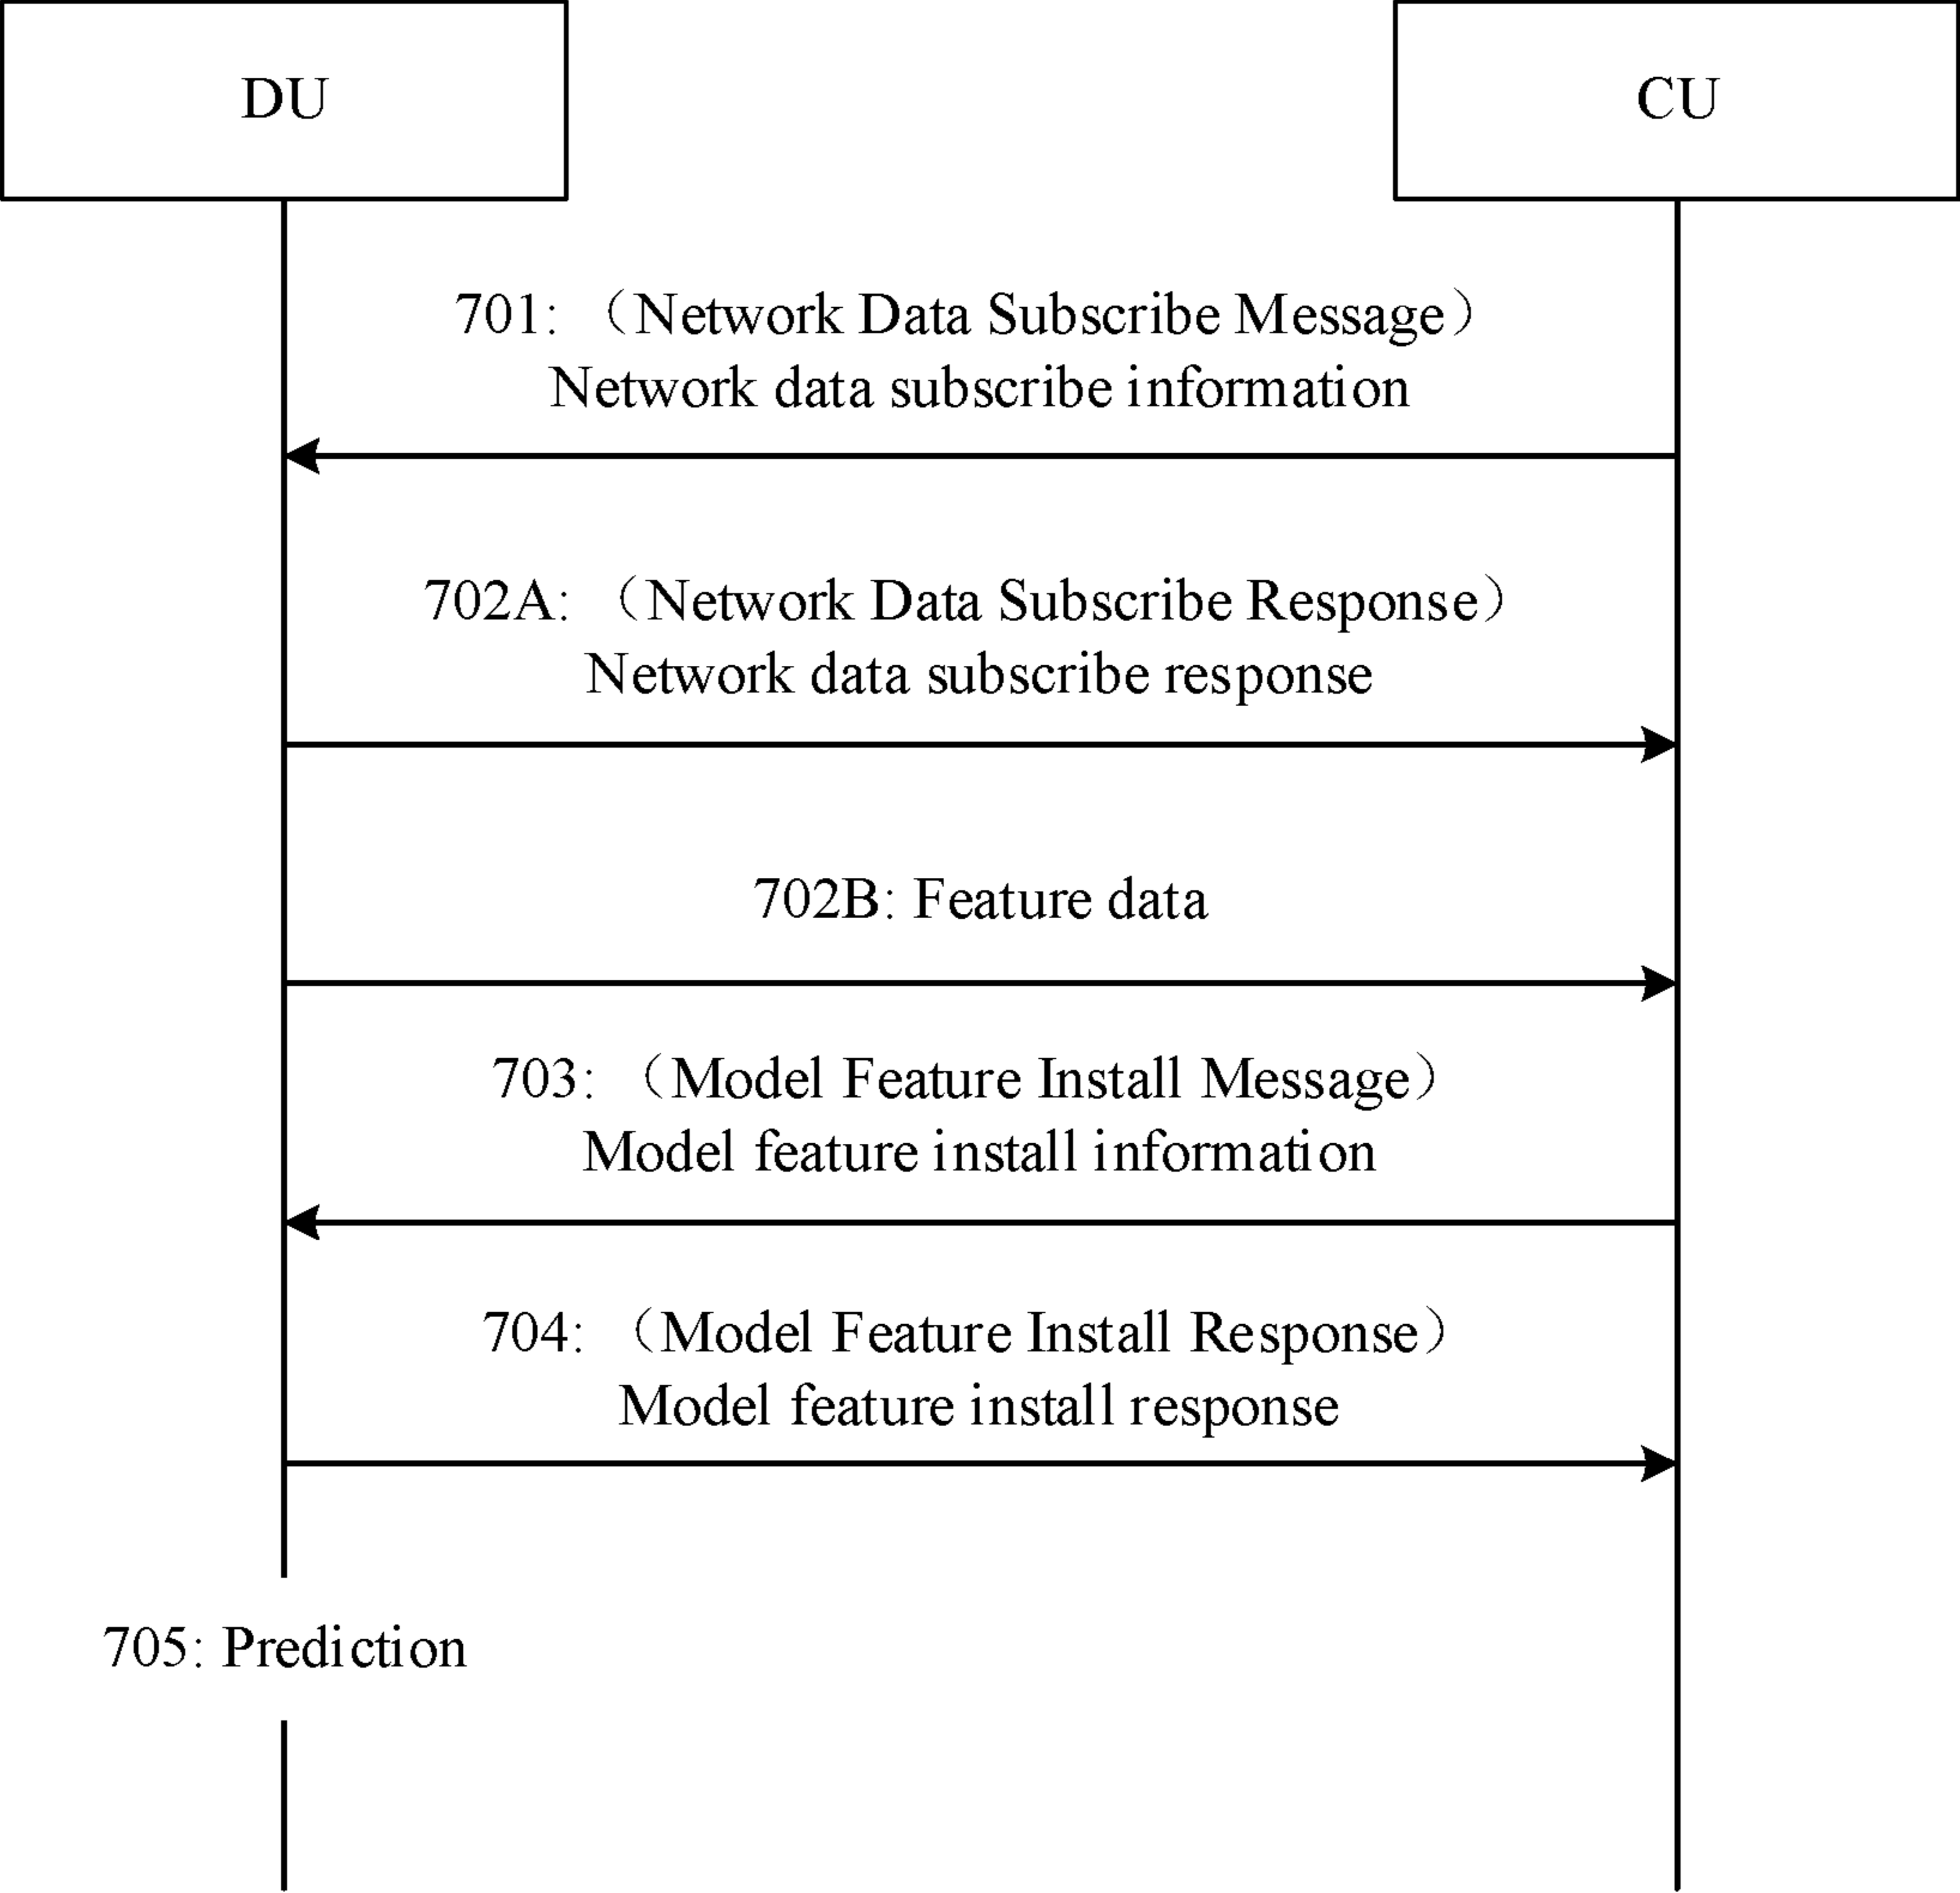 DU
CU
701: （Network Data Subscribe Message）
Network data subscribe information
702A: （Network Data Subscribe Response）
Network data subscribe response
702B: Feature data
703: （Model Feature Install Message）
Model feature install information
704: （Model Feature Install Response）
Model feature install response
705: Prediction